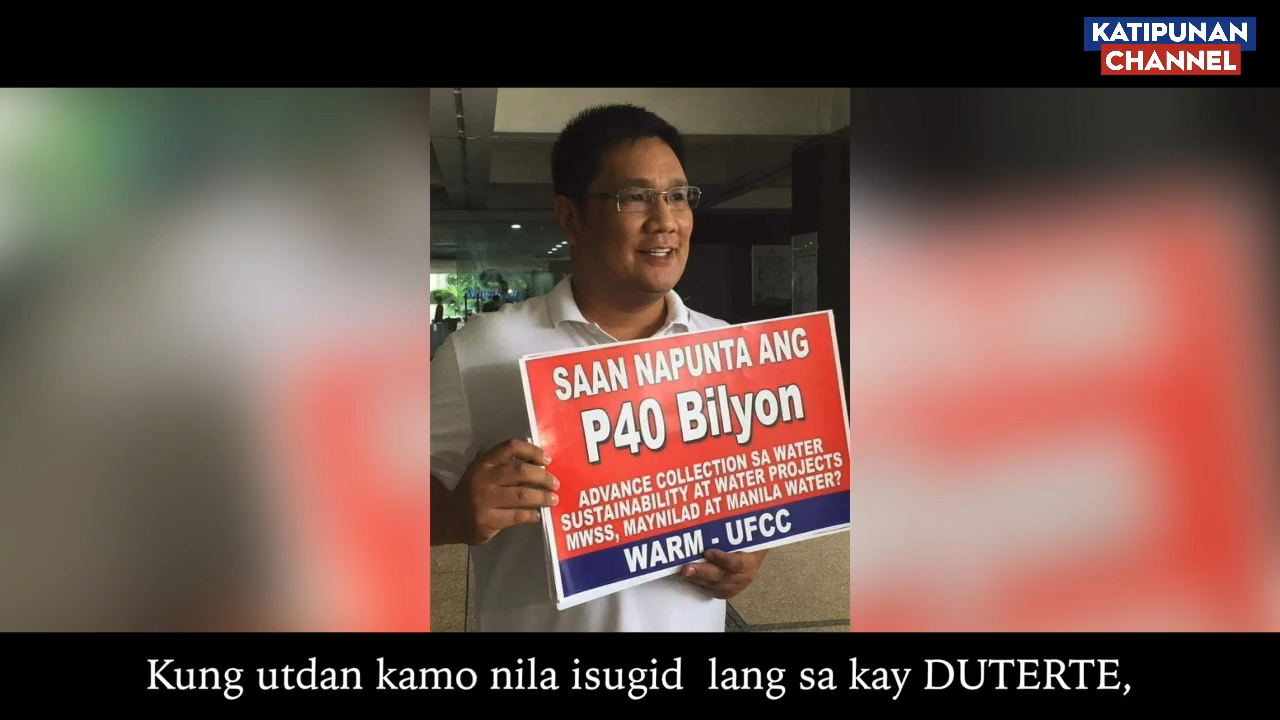 KATIPUNAN
CHANNEL
SAAN NAPUNTA ANG
P40 Bilyon
ADVANCE COLLECTION SA WATER
SUSTAINABILITY AT WATER PROJECTS
MWSS, MAYNILAD AT MANILA WATER?
WARM - UFCC
Kung utdan kamo nila isugid lang sa kay DUTERTE,